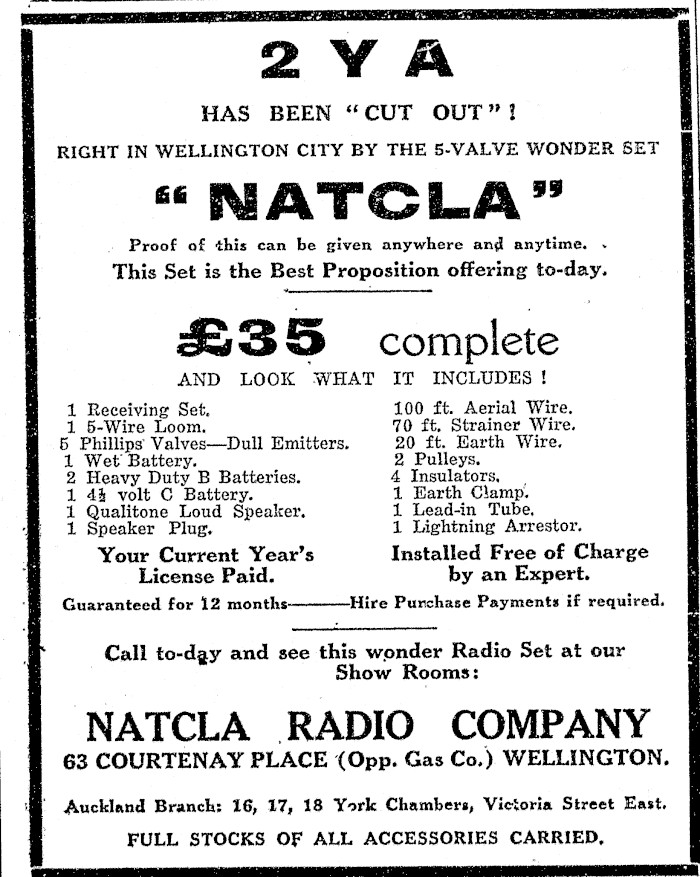 2 Y A
HAS BEEN “CUT OUT”!
RIGHT IN WELLINGTON CITY BY THE 5-VALVE WONDER SET
“NATCLA”
Proof of this can be given anywhere and anytime.
This Set is the Best Proposition offering to-day.
£35 complete
AND LOOK WHAT IT INCLUDES!
1 Receiving Set.
1 5-Wire Loom.
5 Phillips Valves—Dull Emitters.
1 Wet Battery.
2 Heavy Duty B Batteries.
1 4½ volt C Battery.
1 Qualitone Loud Speaker.
1 Speaker Plug.
Your Current Year's
License Paid.
100 ft. Aerial Wire.
70 ft. Strainer Wire.
20 ft. Earth Wire.
2 Pulleys.
4 Insulators.
1 Earth Clamp.
1 Lead-in Tube.
1 Lightning Arrestor.
Installed Free of Charge
by an Expert.
Guaranteed for 12 months——Hire Purchase Payments if required.
Call to-day and see this wonder Radio Set at our
Show Rooms:
NATCLA RADIO COMPANY
63 COURTENAY PLACE (Opp. Gas Co.) WELLINGTON.
Auckland Branch: 16, 17, 18 York Chambers, Victoria Street East.
FULL STOCKS OF ALL ACCESSORIES CARRIED.